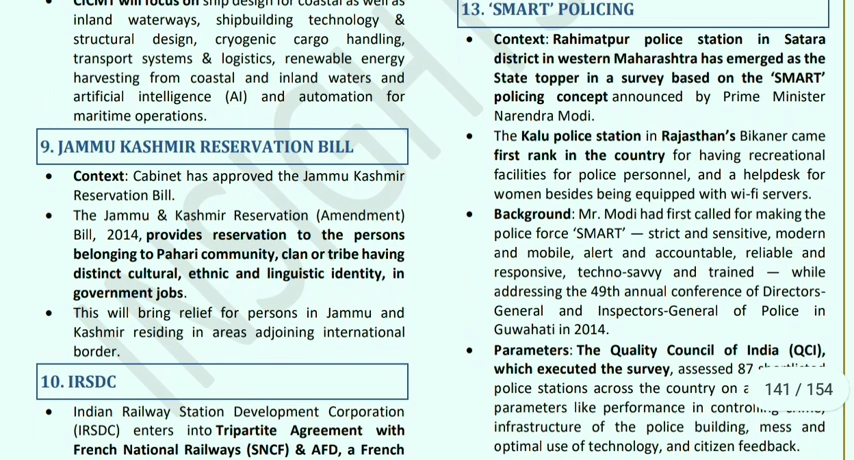 CICMT will focus on ship design for coastal as well as
inland waterways, shipbuilding technology &
structural design, cryogenic cargo handling,
transport systems & logistics, renewable energy
harvesting from coastal and inland waters and
artificial intelligence (AI) and automation for
maritime operations.
9. JAMMU KASHMIR RESERVATION BILL
• Context: Cabinet has approved the Jammu Kashmir
Reservation Bill.
• The Jammu & Kashmir Reservation (Amendment)
Bill, 2014, provides reservation to the persons
belonging to Pahari community, clan or tribe having
distinct cultural, ethnic and linguistic identity, in
government jobs.
• This will bring relief for persons in Jammu and
Kashmir residing in areas adjoining international
border.
10. IRSDC
• Indian Railway Station Development Corporation
(IRSDC) enters into Tripartite Agreement with
French National Railways (SNCF) & AFD, a French
13. ‘SMART’ POLICING
• Context: Rahimatpur police station in Satara
district in western Maharashtra has emerged as the
State topper in a survey based on the ‘SMART’
policing concept announced by Prime Minister
Narendra Modi.
• The Kalu police station in Rajasthan’s Bikaner came
first rank in the country for having recreational
facilities for police personnel, and a helpdesk for
women besides being equipped with wi-fi servers.
• Background: Mr. Modi had first called for making the
police force ‘SMART’ — strict and sensitive, modern
and mobile, alert and accountable, reliable and
responsive, techno-savvy and trained — while
addressing the 49th annual conference of Directors-
General and Inspectors-General of Police in
Guwahati in 2014.
• Parameters: The Quality Council of India (QCI),
which executed the survey, assessed 87
police stations across the country on
parameters like performance in
infrastructure of the police building, mess and
optimal use of technology, and citizen feedback.
141 / 154
INSIGHTS